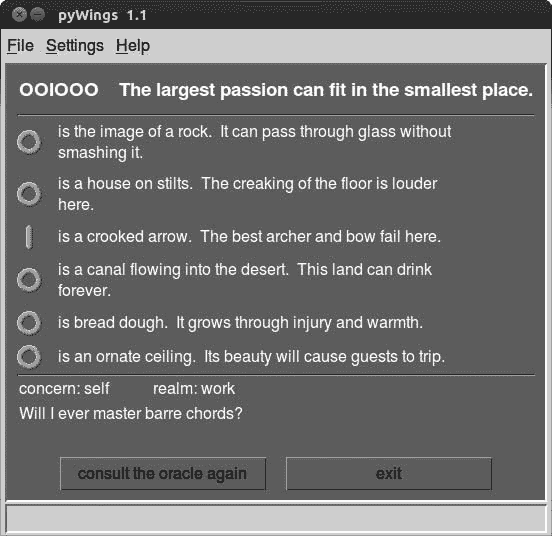 pyWings 1.1
File Settings Help
OOIOOO The largest passion can fit in the smallest place.
is the image of a rock. It can pass through glass without
smashing it.
is a house on stilts. The creaking of the floor is louder
here.
is a crooked arrow. The best archer and bow fail here.
is a canal flowing into the desert. This land can drink
forever.
is bread dough. It grows through injury and warmth.
is an ornate ceiling. Its beauty will cause guests to trip.
concern: self realm: work
Will I ever master barre chords?
consult the oracle again exit